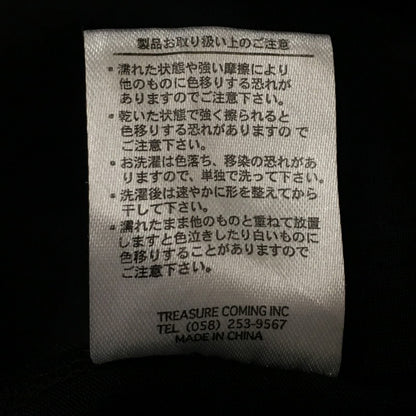 製品お取り扱い上のご注意
・濡れた状態や強い摩擦により
他のものに色移りする恐れが
ありますのでご注意下さい。
・乾いた状態で強く擦られると
色移りする恐れがありますので
ご注意下さい。
・お洗濯は色落ち、移染の恐れがあ
りますので、単独で洗って下さい。
・洗濯後は速やかに形を整えてから
干して下さい。
・濡れたまま他のものと重ねて放置
しますと色泣きしたり白いものに
色移りすることがありますので
ご注意下さい。
TREASURE COMING INC
TEL (058) 253-9567
MADE IN CHINA